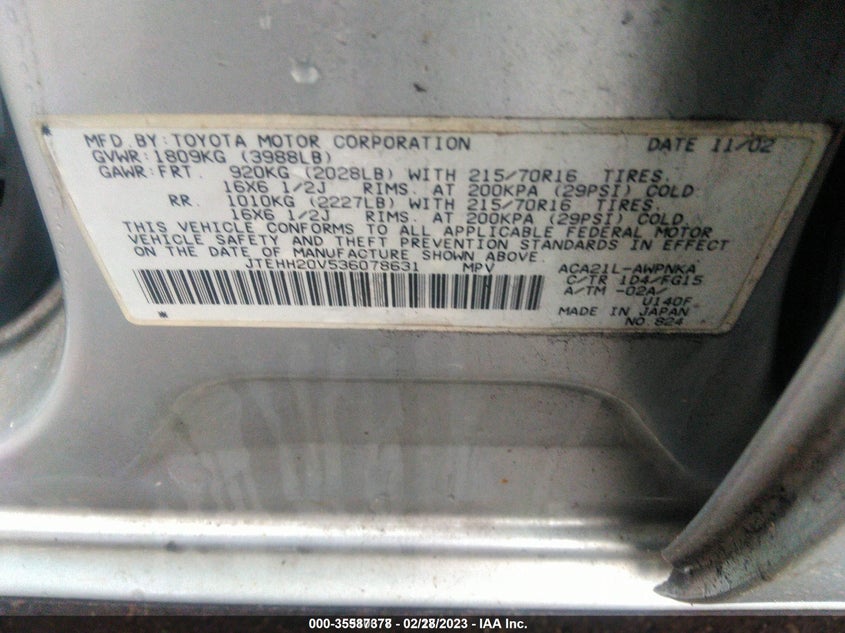 MFD. BY: TOYOTA MOTOR CORPORATION DATE 11/02
GVWR: 1809KG (3988LB)
GAWR: FRT. 920KG (2028LB) WITH 215/70R16 TIRES,
16X6 1/2J RIMS, AT 200KPA (29PSI) COLD
RR. 1010KG (2227LB) WITH 215/70R16 TIRES,
16X6 1/2J RIMS, AT 200KPA (29PSI) COLD
THIS VEHICLE CONFORMS TO ALL APPLICABLE FEDERAL MOTOR
VEHICLE SAFETY AND THEFT PREVENTION STANDARDS IN EFFECT
ON THE DATE OF MANUFACTURE SHOWN ABOVE.
JTEHH20V536078631 MPV ACA21L-AWPNKA
C/TR 1D4/FG15
A/TM -02A/
U140F
MADE IN JAPAN
NO. 824
000-35587378 - 02/28/2023 - IAA Inc.